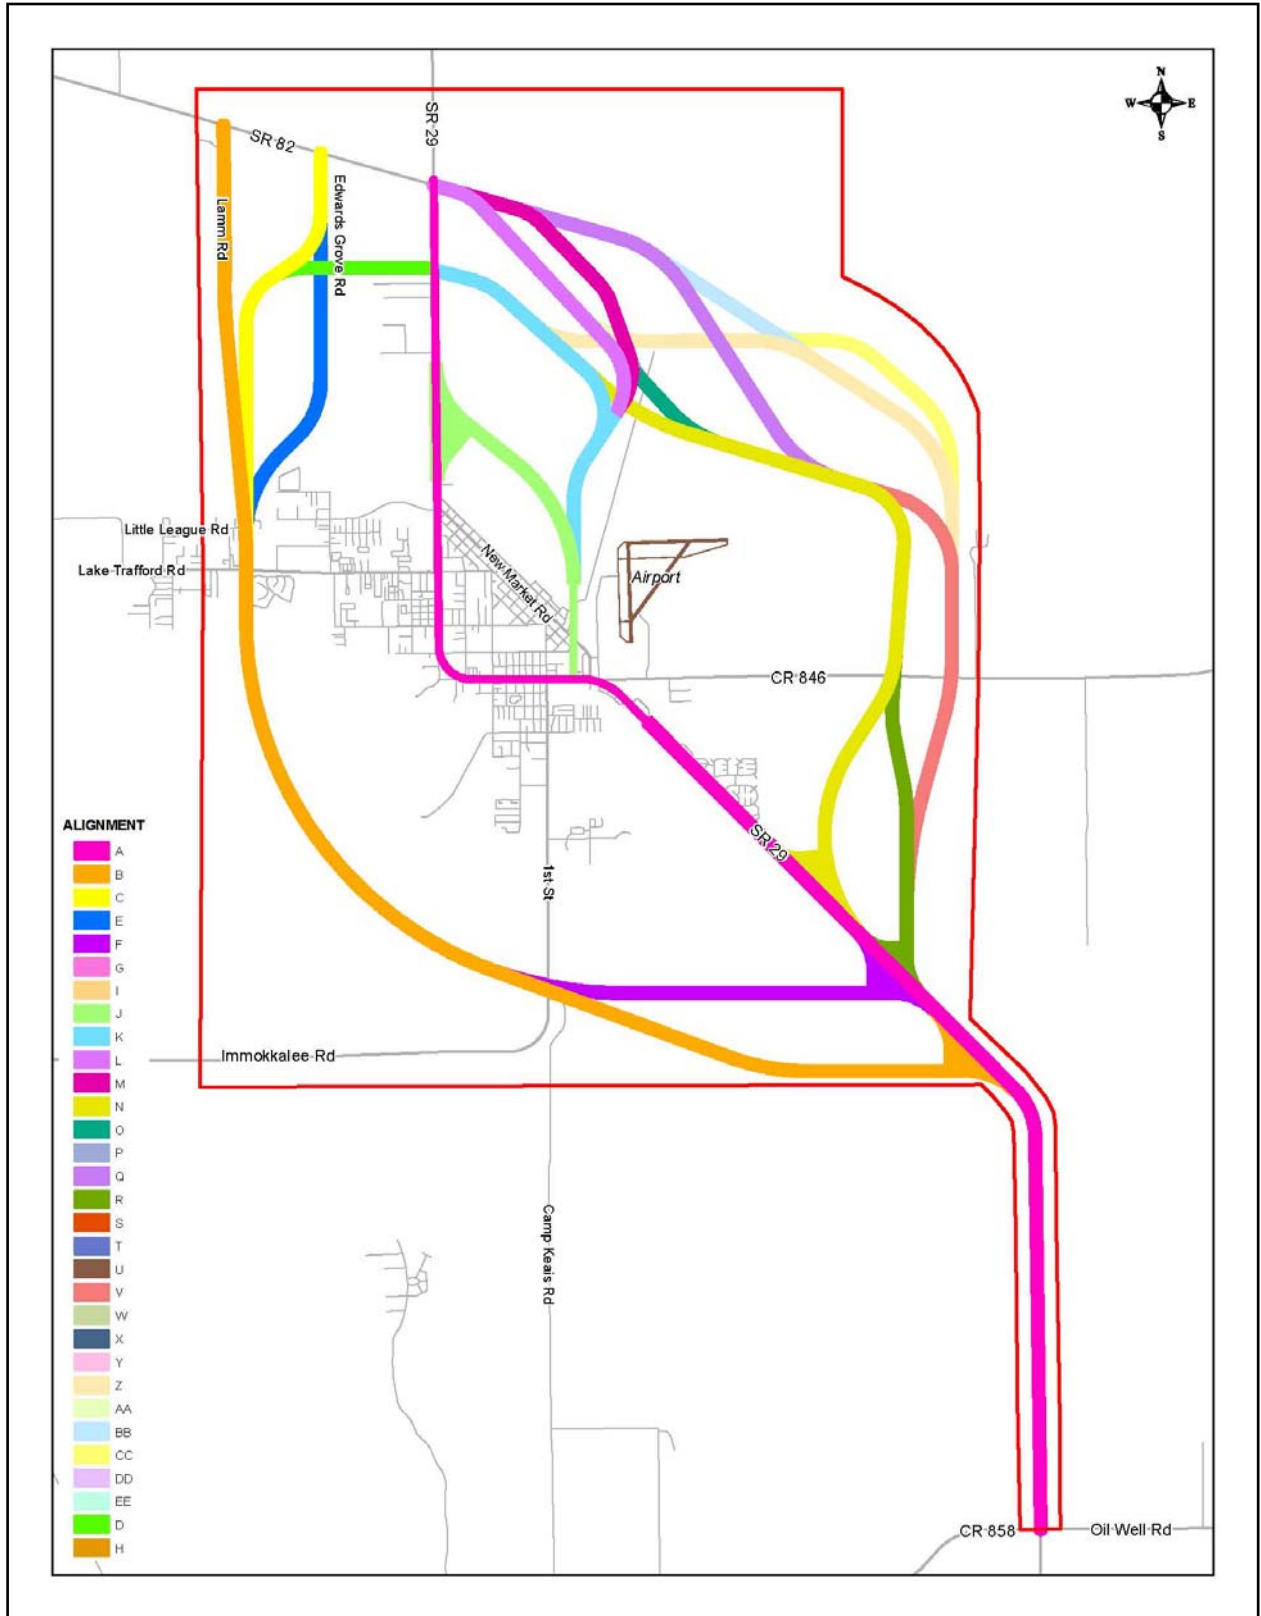 N
W E
S
SR 29
SR 82
Edwards Grove Rd
Lamm Rd
Little League Rd
Lake Trafford Rd
New Market Rd
Airport
CR 846
SR 29
1st St
Immokkalee Rd
Camp Keais Rd
CR 858
Oil Well Rd
ALIGNMENT
A
B
C
E
F
G
I
J
K
L
M
N
O
P
Q
R
S
T
U
V
W
X
Y
Z
AA
BB
CC
DD
EE
D
H